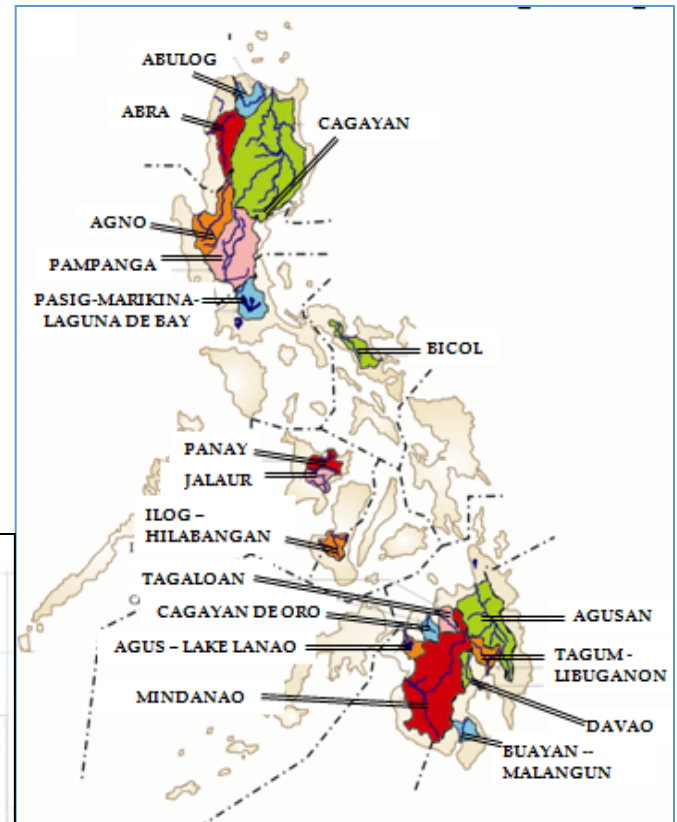 ABULOG
ABRA
CAGAYAN
AGNO
PAMPANGA
PASIG-MARIKINA-
LAGUNA DE BAY
BICOL
PANAY
JALAUR
ILOG –
HILABANGAN
TAGALOAN
CAGAYAN DE ORO
AGUSAN
AGUS – LAKE LANAO
TAGUM -
LIBUGANON
MINDANAO
DAVAO
BUAYAN --
MALANGUN